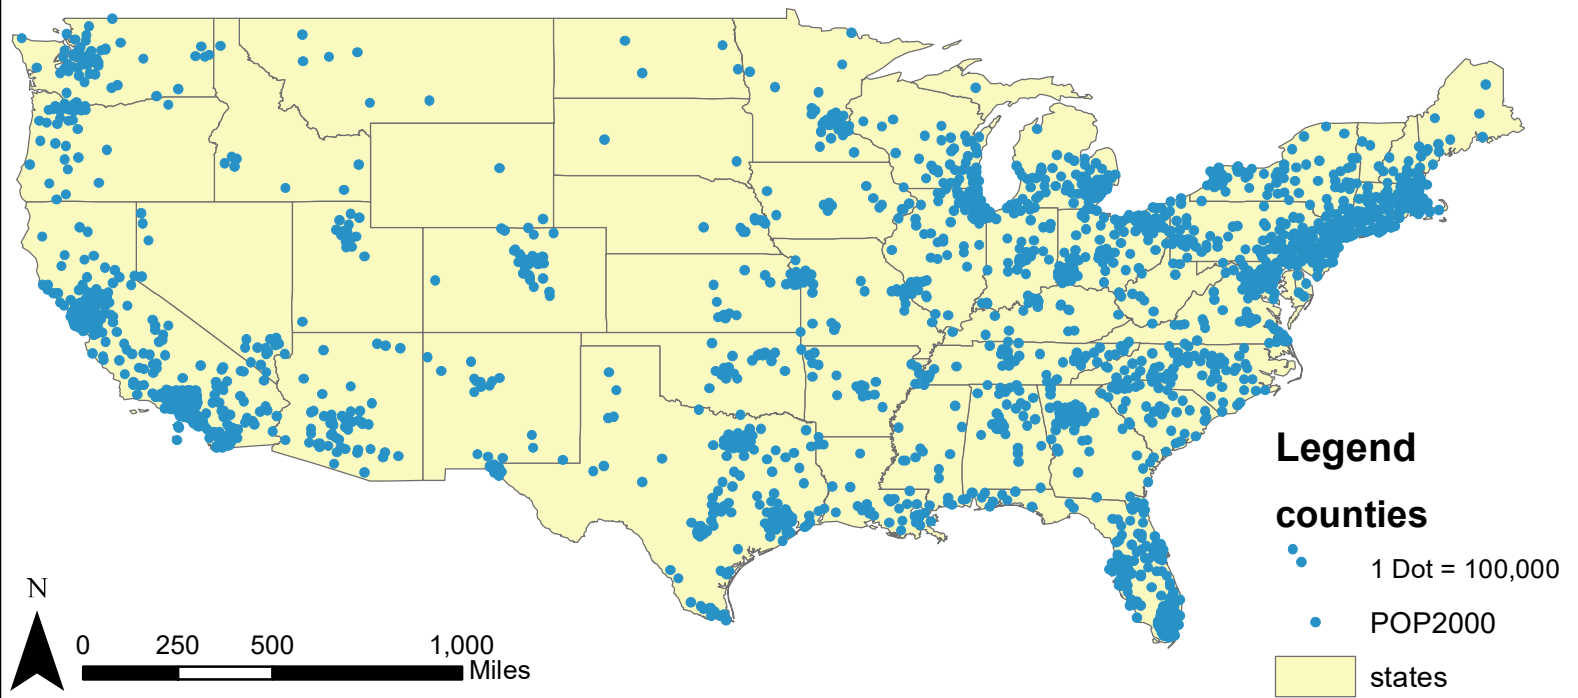 Legend
counties
1 Dot = 100,000
POP2000
states
N
0 250 500 1,000
Miles